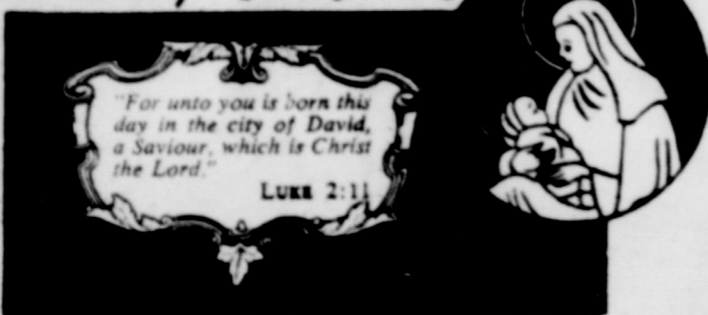 "For unto you is born this
day in the city of David,
a Saviour, which is Christ
the Lord."
LUKE 2:11